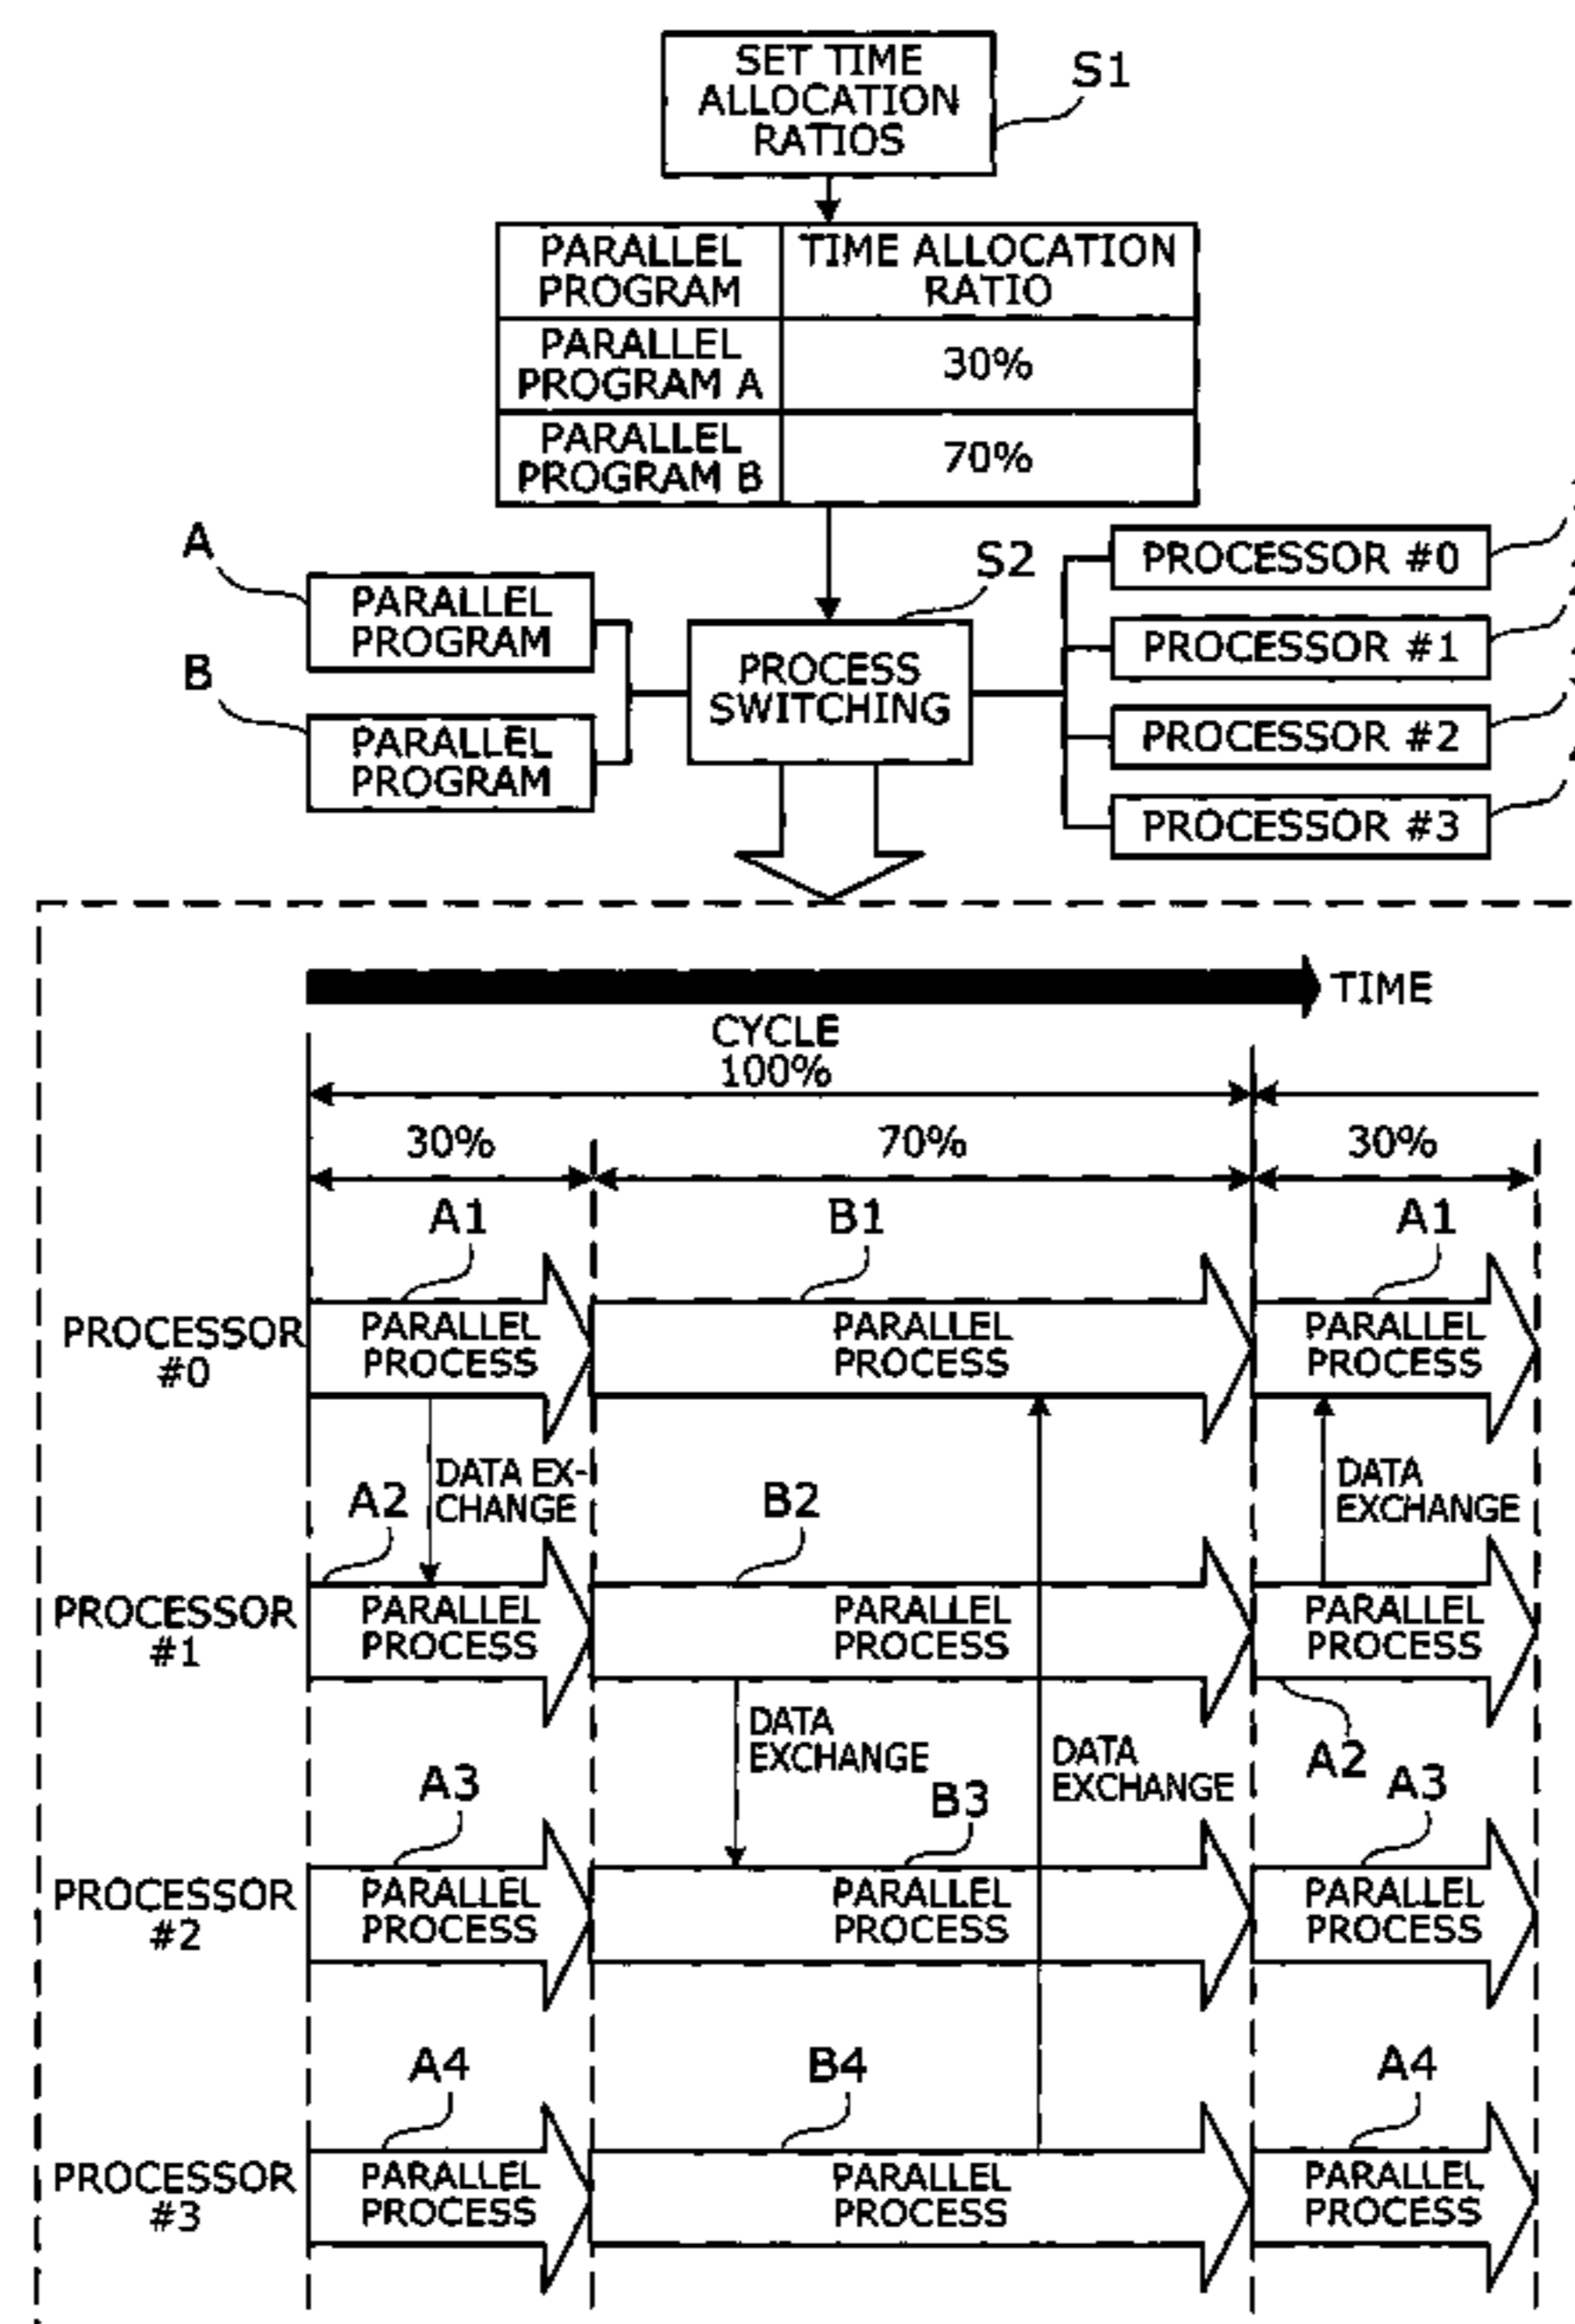 SET TIME
ALLOCATION
RATIOS
S1
PARALLEL
PROGRAM
TIME ALLOCATION
RATIO
PARALLEL
PROGRAM A
30%
PARALLEL
PROGRAM B
70%
A
PARALLEL
PROGRAM
B
PARALLEL
PROGRAM
S2
PROCESS
SWITCHING
PROCESSOR #0
PROCESSOR #1
PROCESSOR #2
PROCESSOR #3
TIME
CYCLE
100%
30%
70%
30%
A1
B1
A1
PROCESSOR
#0
PARALLEL
PROCESS
PARALLEL
PROCESS
PARALLEL
PROCESS
DATA EX-
CHANGE
DATA
EXCHANGE
A2
B2
PROCESSOR
#1
PARALLEL
PROCESS
PARALLEL
PROCESS
PARALLEL
PROCESS
A2
DATA
EXCHANGE
DATA
EXCHANGE
A3
B3
A3
PROCESSOR
#2
PARALLEL
PROCESS
PARALLEL
PROCESS
PARALLEL
PROCESS
A4
B4
A4
PROCESSOR
#3
PARALLEL
PROCESS
PARALLEL
PROCESS
PARALLEL
PROCESS